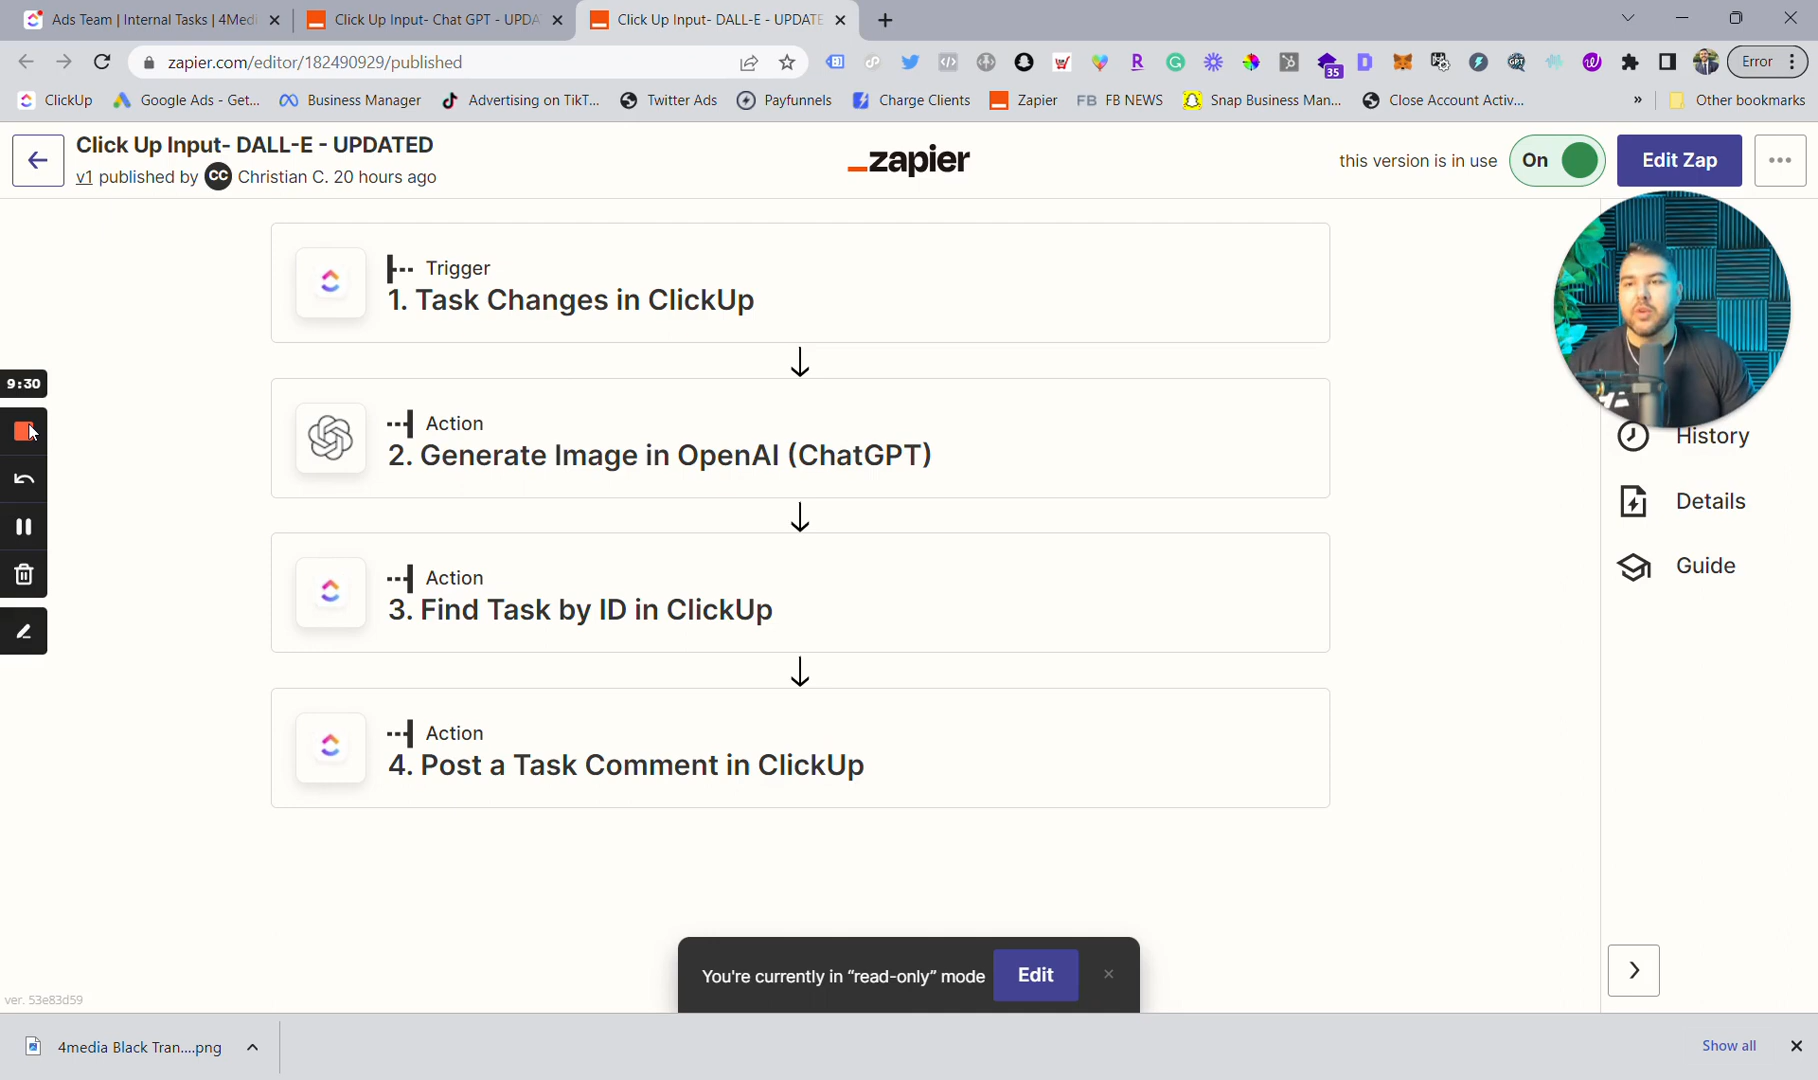 Ads Team | Internal Tasks | 4Med
Click Up Input- Chat GPT - UPDA
Click Up Input- DALL-E - UPDATE
zapier.com/editor/182490929/published
35
Error
ClickUp
Google Ads - Get...
Business Manager
Advertising on TikT...
Twitter Ads
Payfunnels
Charge Clients
Zapier
FB FB NEWS
Snap Business Man...
Close Account Activ...
»
Other bookmarks
Click Up Input- DALL-E - UPDATED
v1 published by CC Christian C. 20 hours ago
_zapier
this version is in use
On
Edit Zap
Trigger
1. Task Changes in ClickUp
9:30
Action
2. Generate Image in OpenAI (ChatGPT)
History
Details
Guide
Action
3. Find Task by ID in ClickUp
Action
4. Post a Task Comment in ClickUp
You're currently in “read-only” mode
Edit
ver. 53e83d59
4media Black Tran....png
Show all